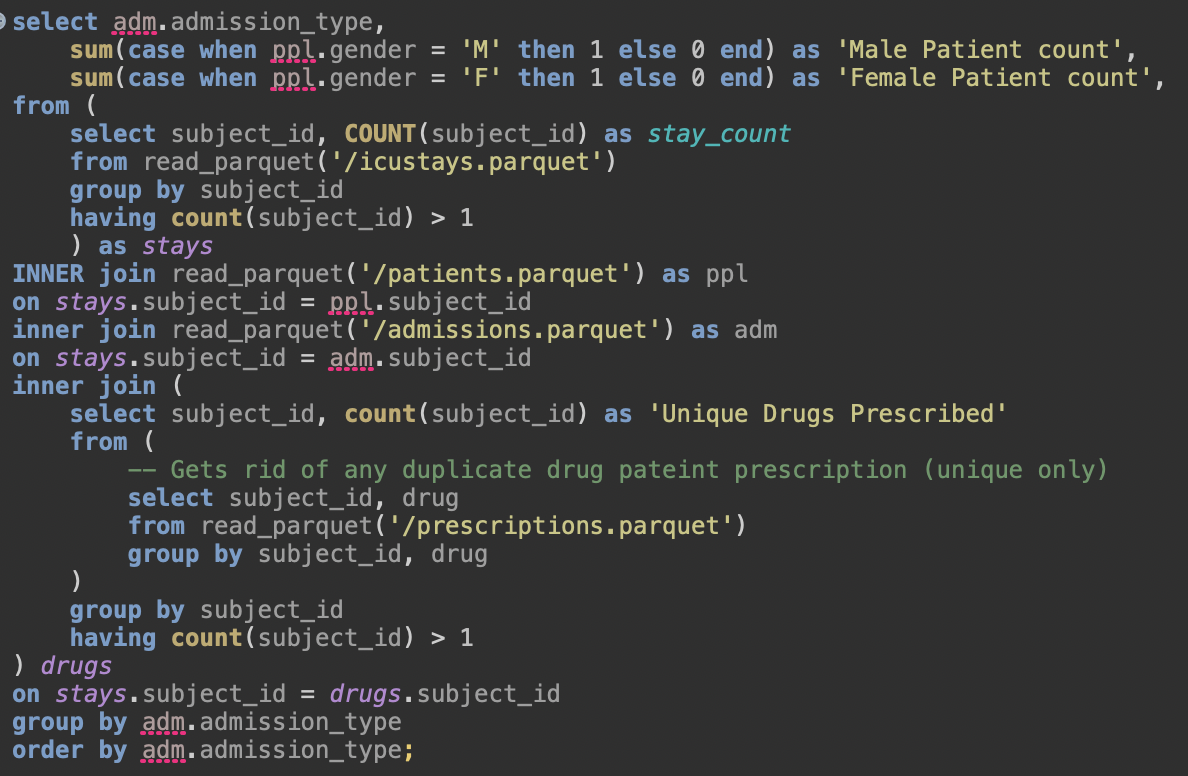 select adm.admission_type,
    sum(case when ppl.gender = 'M' then 1 else 0 end) as 'Male Patient count',
    sum(case when ppl.gender = 'F' then 1 else 0 end) as 'Female Patient count',
from (
    select subject_id, COUNT(subject_id) as stay_count
    from read_parquet('/icustays.parquet')
    group by subject_id
    having count(subject_id) > 1
    ) as stays
INNER join read_parquet('/patients.parquet') as ppl
on stays.subject_id = ppl.subject_id
inner join read_parquet('/admissions.parquet') as adm
on stays.subject_id = adm.subject_id
inner join (
    select subject_id, count(subject_id) as 'Unique Drugs Prescribed'
    from (
        -- Gets rid of any duplicate drug pateint prescription (unique only)
        select subject_id, drug
        from read_parquet('/prescriptions.parquet')
        group by subject_id, drug
    )
    group by subject_id
    having count(subject_id) > 1
) drugs
on stays.subject_id = drugs.subject_id
group by adm.admission_type
order by adm.admission_type;